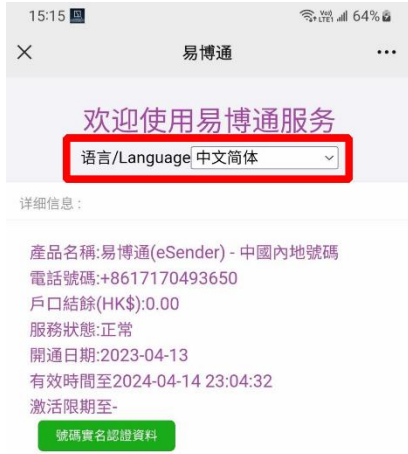 15:15 64%
易博通
欢迎使用易博通服务
语言/Language 中文简体
详细信息：
產品名稱:易博通(eSender) - 中國內地號碼
電話號碼:+8617170493650
戶口結餘(HK$):0.00
服務狀態:正常
開通日期:2023-04-13
有效時間至2024-04-14 23:04:32
激活限期至-
號碼實名認證資料